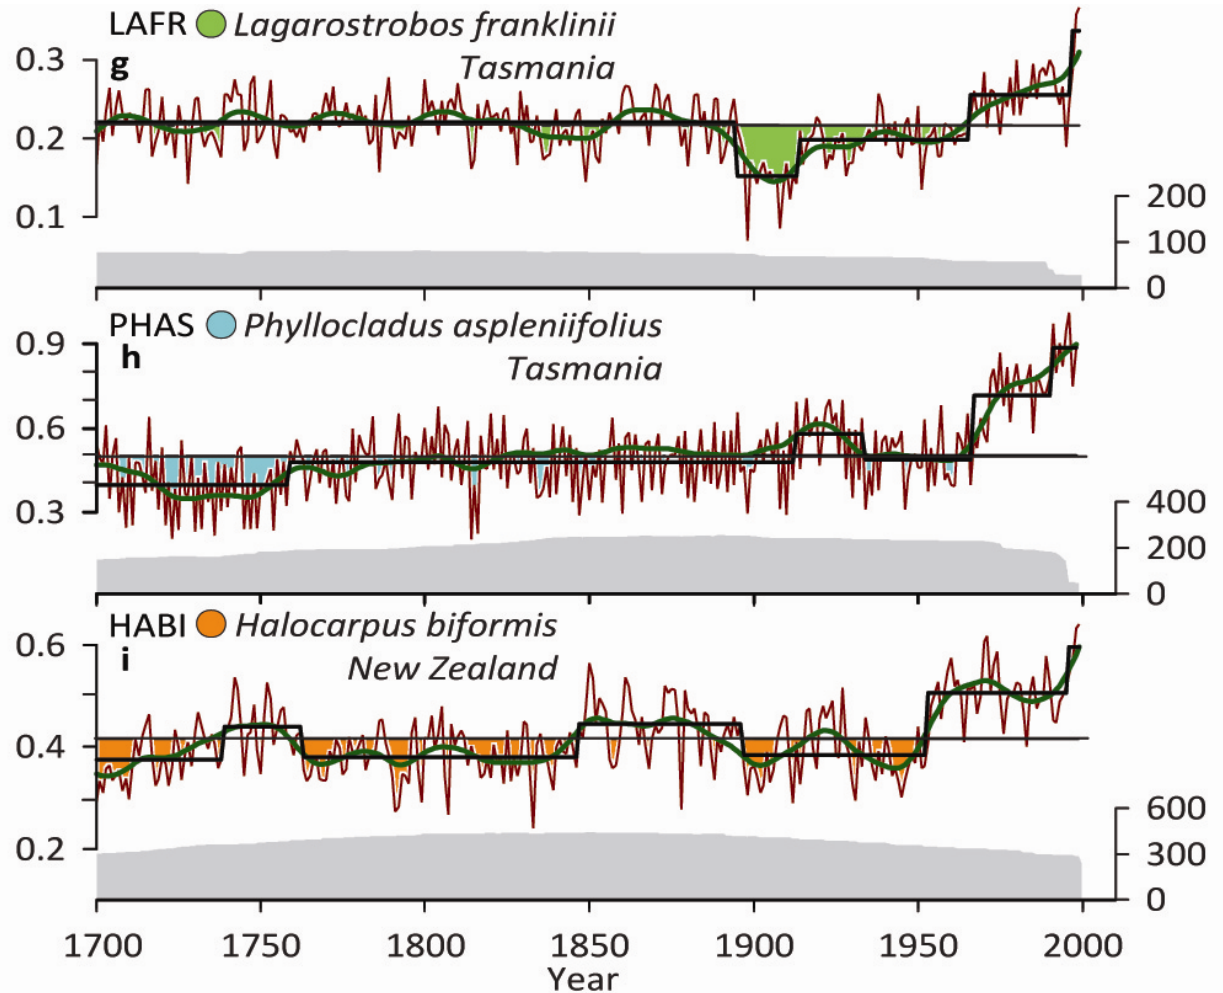 LAFR Lagarostrobos franklinii
g Tasmania
0.3
0.2
0.1
200
100
0
PHAS Phyllocladus aspleniifolius
h Tasmania
0.9
0.6
0.3
400
200
0
HABI Halocarpus biformis
i New Zealand
0.6
0.4
0.2
600
300
0
1700 1750 1800 1850 1900 1950 2000
Year